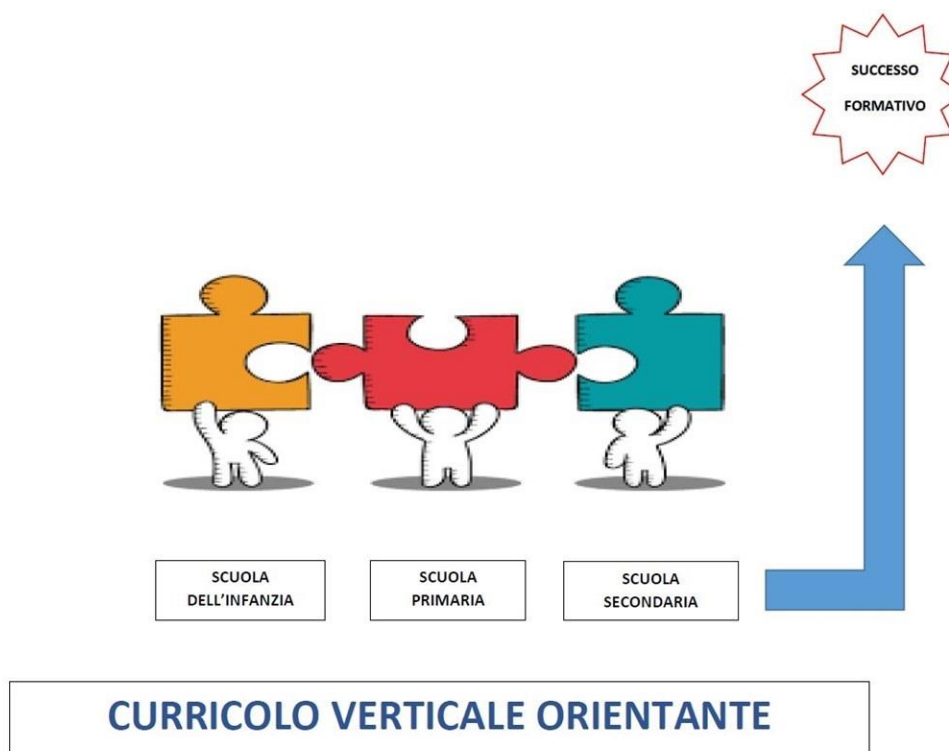 SUCCESSO
FORMATIVO
SCUOLA
DELL'INFANZIA
SCUOLA
PRIMARIA
SCUOLA
SECONDARIA
CURRICOLO VERTICALE ORIENTANTE